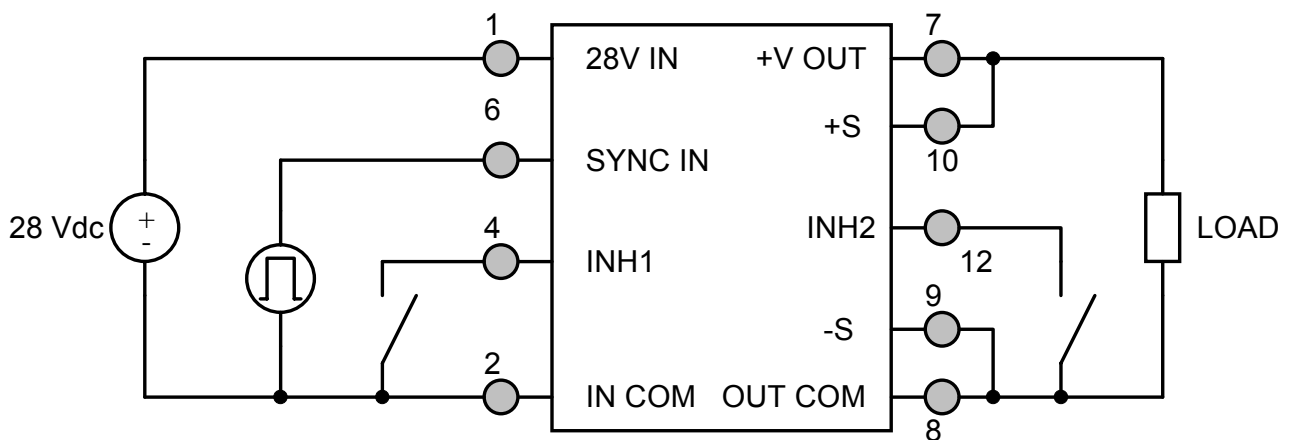 1
7
28V IN
+V OUT
6
+S
10
SYNC IN
28 Vdc
+
-
4
INH2
LOAD
INH1
12
9
-S
2
IN COM
OUT COM
8